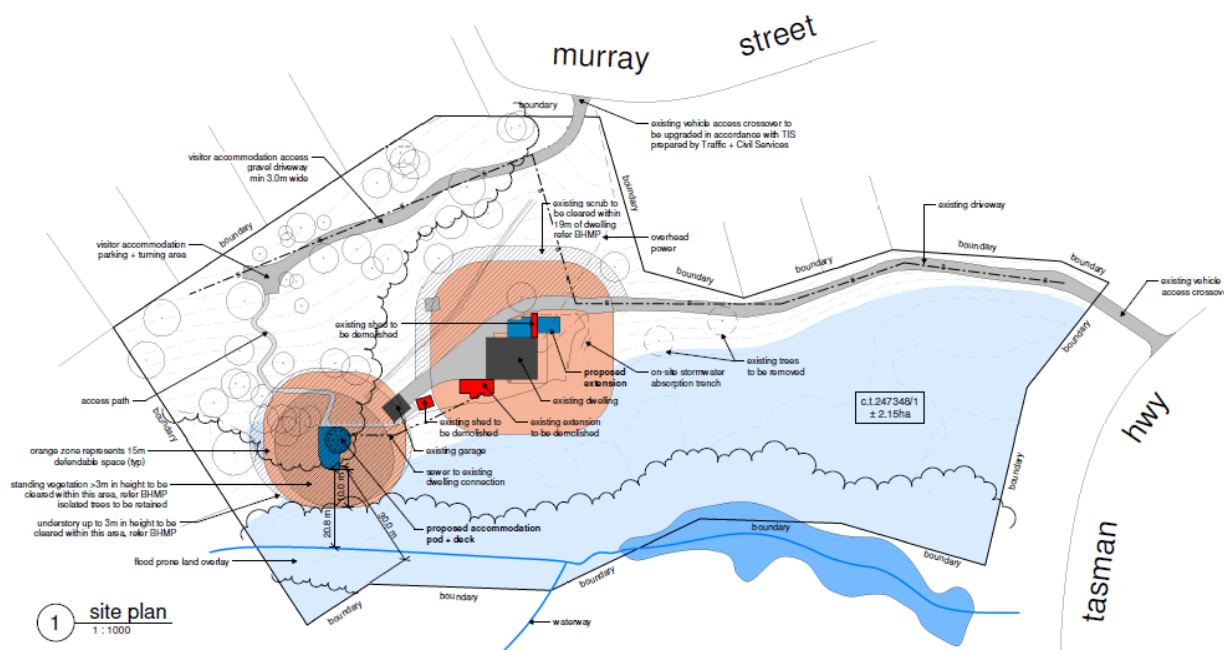 murray street
boundary
existing vehicle access crossover to
be upgraded in accordance with TIS
prepared by Traffic + Civil Services
visitor accommodation access
gravel driveway
min 3.0m wide
boundary
existing scrub to
be cleared within
19m of dwelling
refer BHMP
overhead
power
existing driveway
boundary
boundary
boundary
boundary
boundary
visitor accommodation
parking + turning area
existing vehicle
access crossove
boundary
existing shed to
be demolished
proposed
extension
on-site stormwater
absorption trench
existing trees
to be removed
existing dwelling
c.t.247348/1
± 2.15ha
access path
boundary
existing shed to
be demolished
existing extension
to be demolished
existing garage
hwy
orange zone represents 15m
defendable space (typ)
sewer to existing
dwelling connection
boundary
standing vegetation >3m in height to be
cleared within this area, refer BHMP
isolated trees to be retained
10.0 m
20.8 m
30.0 m
understory up to 3m in height to be
cleared within this area, refer BHMP
proposed accommodation
pod + deck
boundary
boundary
tasman
flood prone land overlay
boundary
boundary
waterway
1
site plan
1 : 1000